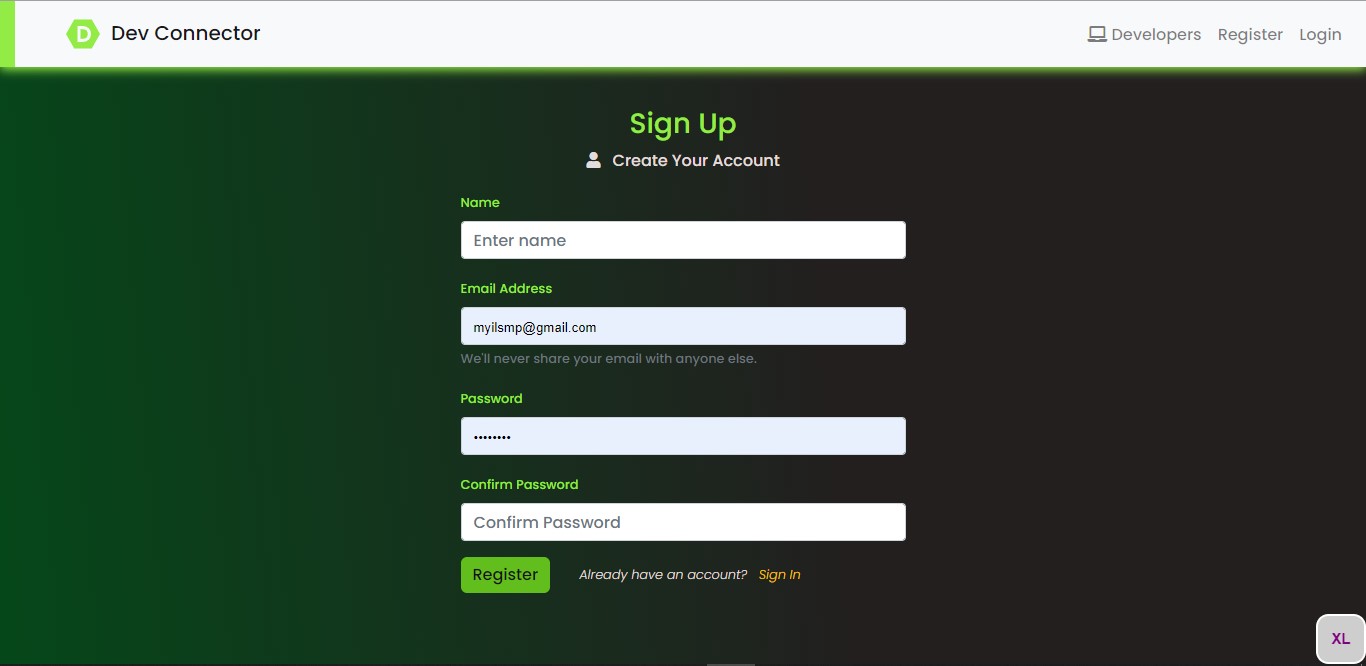 D Dev Connector
Developers Register Login
Sign Up
Create Your Account
Name
Enter name
Email Address
myilsmp@gmail.com
We'll never share your email with anyone else.
Password
••••••••
Confirm Password
Confirm Password
Register Already have an account? Sign In
XL